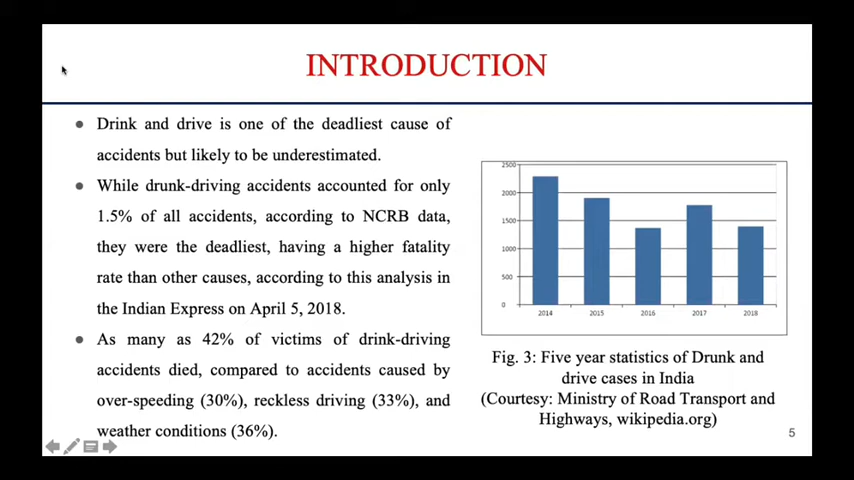 INTRODUCTION
● Drink and drive is one of the deadliest cause of
accidents but likely to be underestimated.
● While drunk-driving accidents accounted for only
1.5% of all accidents, according to NCRB data,
they were the deadliest, having a higher fatality
rate than other causes, according to this analysis in
the Indian Express on April 5, 2018.
● As many as 42% of victims of drink-driving
accidents died, compared to accidents caused by
over-speeding (30%), reckless driving (33%), and
weather conditions (36%).
2500
2000
1500
1000
500
0
2014 2015 2016 2017 2018
Fig. 3: Five year statistics of Drunk and
drive cases in India
(Courtesy: Ministry of Road Transport and
Highways, wikipedia.org)
5